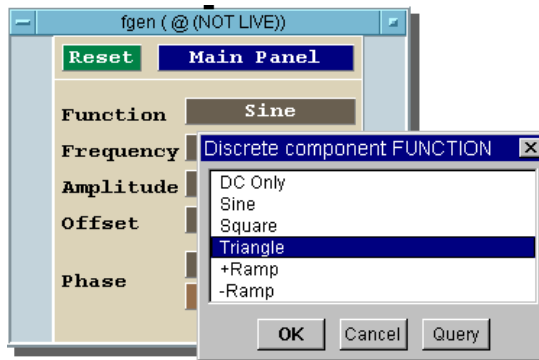 fgen ( @ (NOT LIVE))
Reset Main Panel
Function Sine
Frequency
Amplitude
Offset
Phase
Discrete component FUNCTION
DC Only
Sine
Square
Triangle
+Ramp
-Ramp
OK Cancel Query